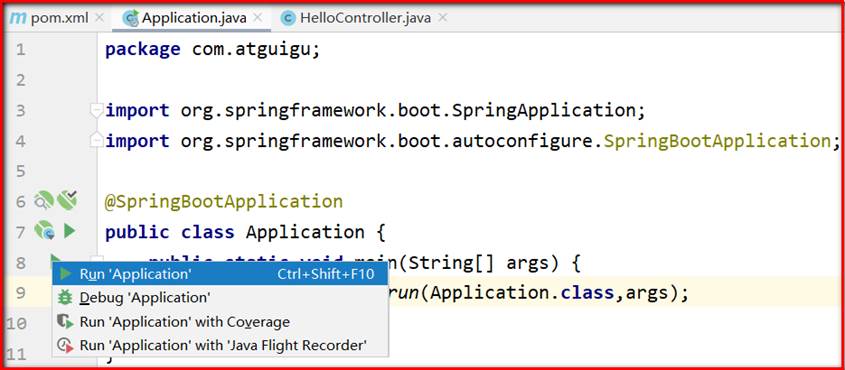 pom.xml Application.java HelloController.java
1 package com.atguigu;
2
3 import org.springframework.boot.SpringApplication;
4 import org.springframework.boot.autoconfigure.SpringBootApplication;
5
6 @SpringBootApplication
7 public class Application {
8 public static void main(String[] args) {
Run 'Application' Ctrl+Shift+F10
9 run(Application.class,args);
Debug 'Application'
10 Run 'Application' with Coverage
Run 'Application' with 'Java Flight Recorder'
11 }